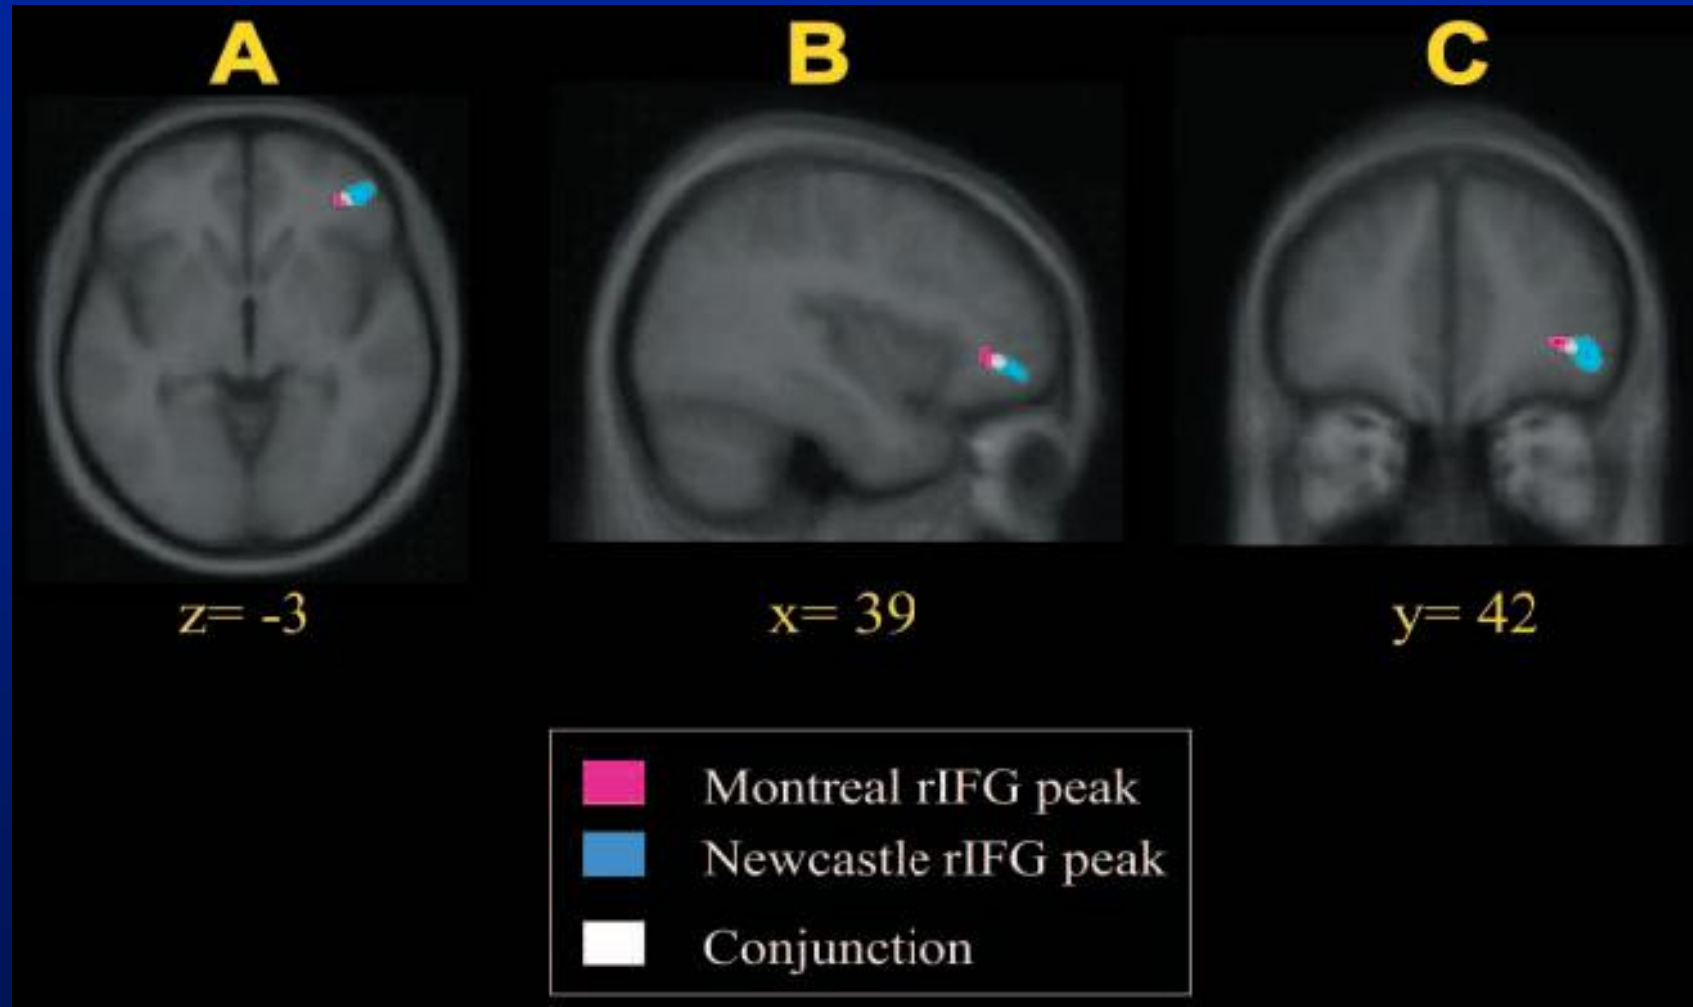 A
B
C
z= -3
x= 39
y= 42
Montreal rIFG peak
Newcastle rIFG peak
Conjunction